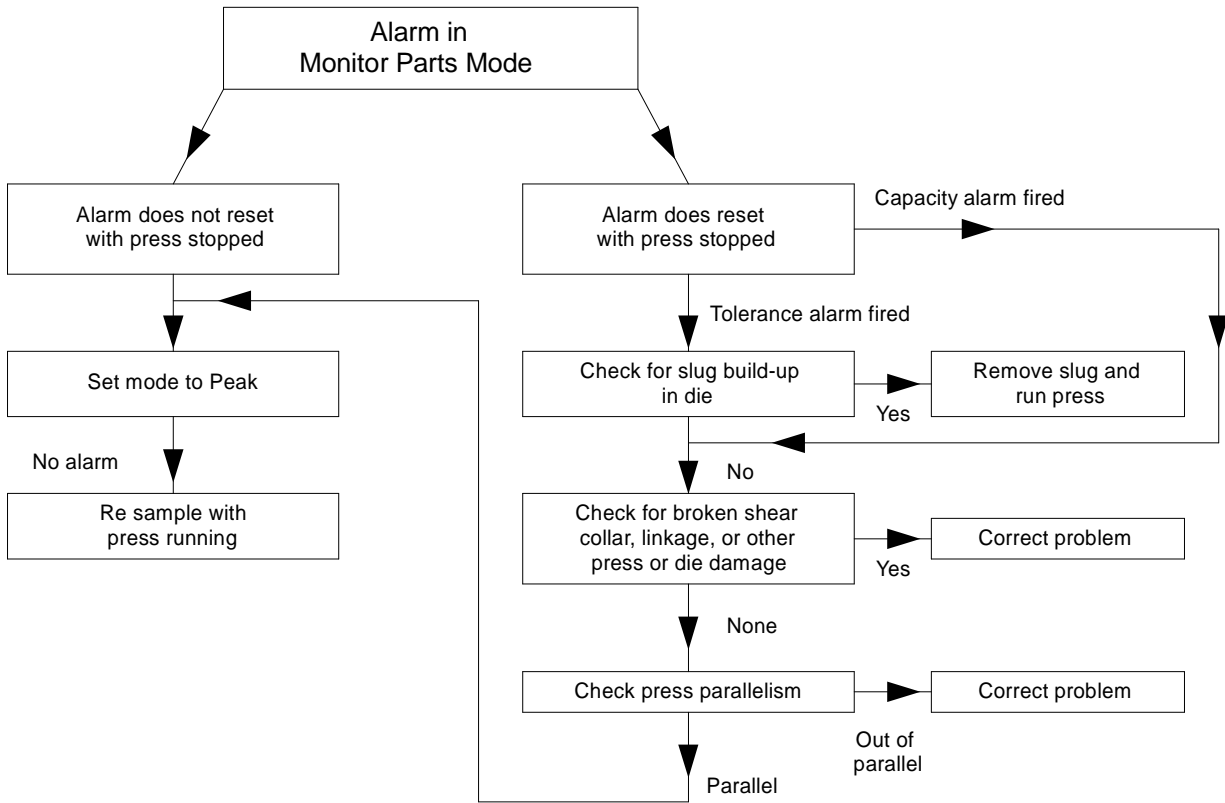 Alarm in
Monitor Parts Mode
Alarm does not reset
with press stopped
Alarm does reset
with press stopped
Capacity alarm fired
Tolerance alarm fired
Set mode to Peak
Check for slug build-up
in die
Yes
Remove slug and
run press
No alarm
No
Re sample with
press running
Check for broken shear
collar, linkage, or other
press or die damage
Yes
Correct problem
None
Check press parallelism
Correct problem
Out of
parallel
Parallel